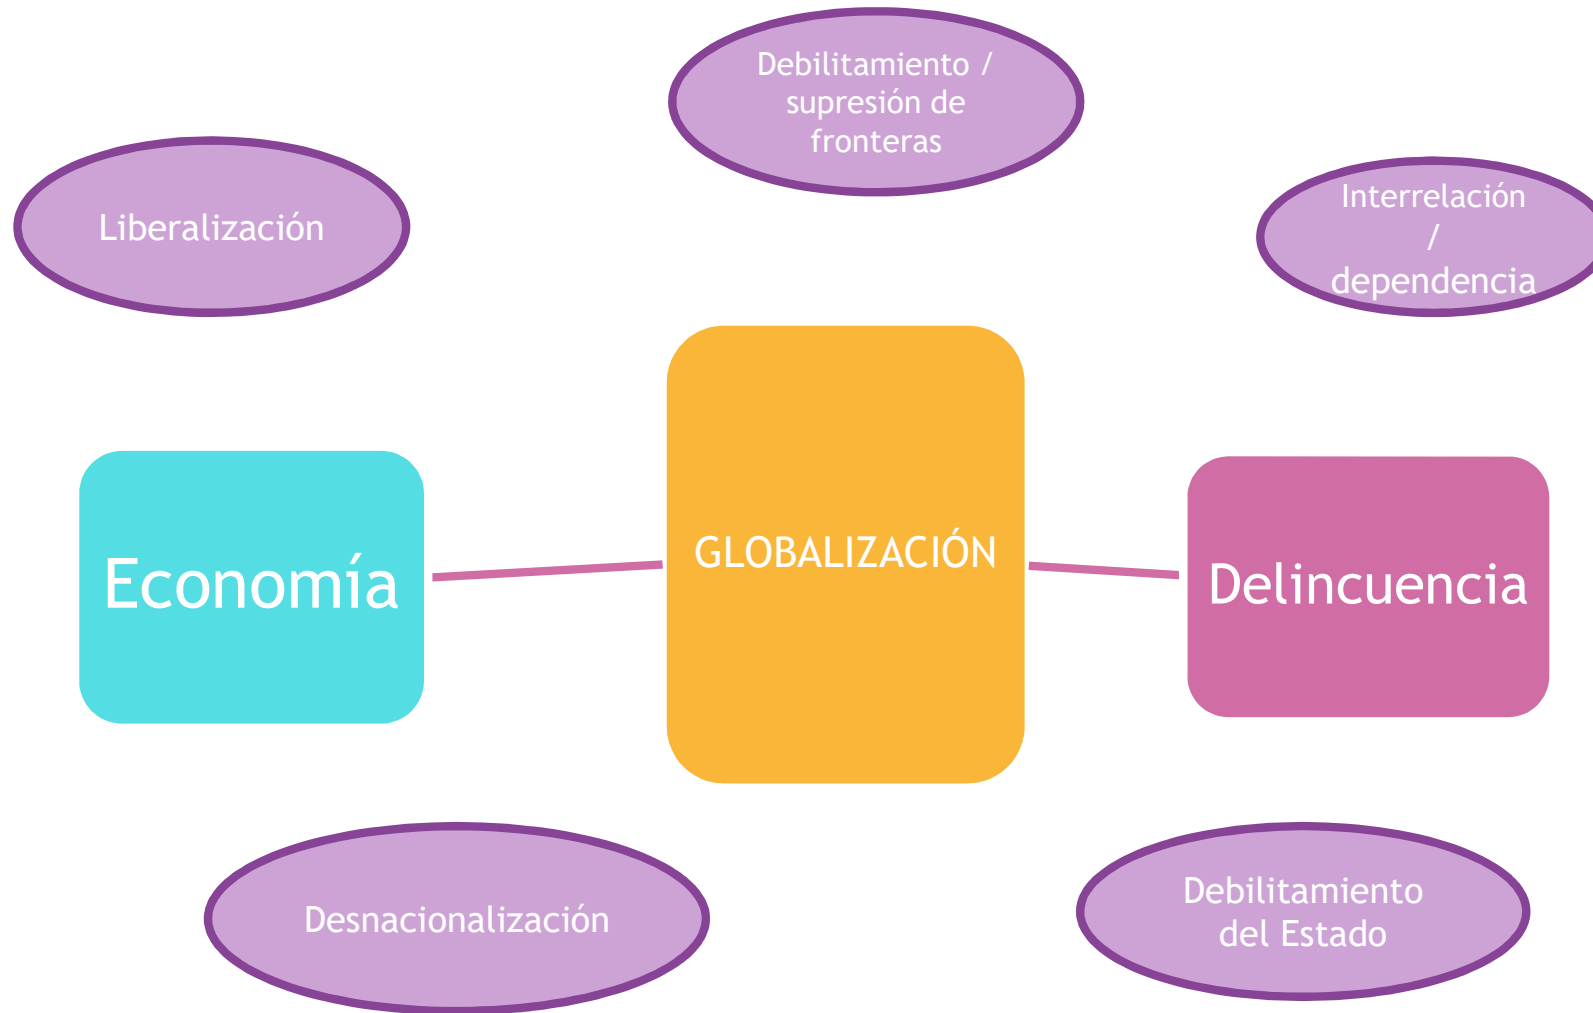 Debilitamiento /
supresión de
fronteras
Liberalización
Interrelación
/
dependencia
Economía
GLOBALIZACIÓN
Delincuencia
Desnacionalización
Debilitamiento
del Estado